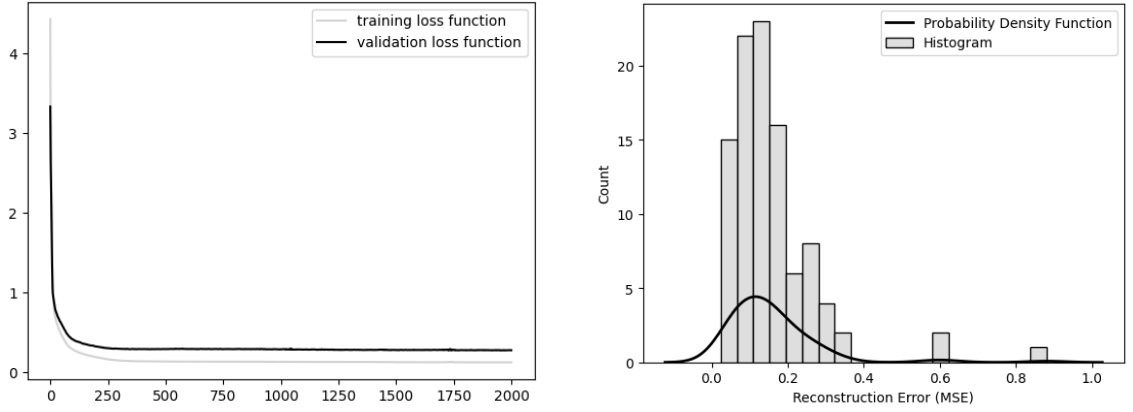 training loss function
validation loss function
4
3
2
1
0
0 250 500 750 1000 1250 1500 1750 2000
Probability Density Function
Histogram
20
15
10
5
0
Count
0.0 0.2 0.4 0.6 0.8 1.0
Reconstruction Error (MSE)